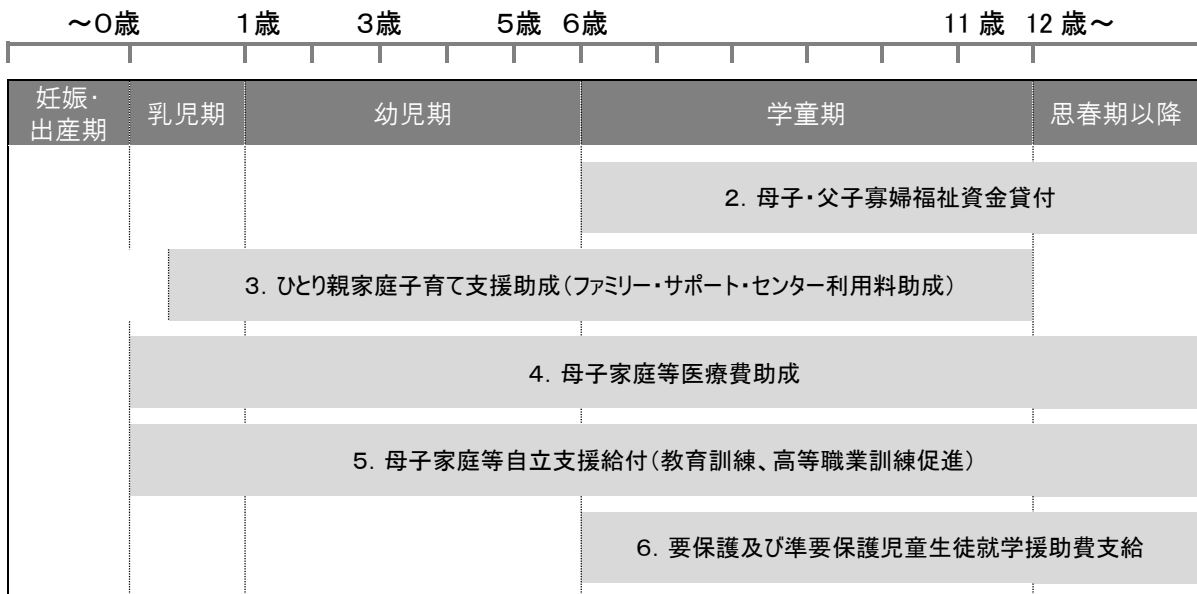 ～０歳 １歳 ３歳 ５歳 ６歳 11 歳 12 歳～
妊娠・
出産期
乳児期 幼児期 学童期 思春期以降
２．母子・父子寡婦福祉資金貸付
３．ひとり親家庭子育て支援助成（ファミリー・サポート・センター利用料助成）
４．母子家庭等医療費助成
５．母子家庭等自立支援給付（教育訓練、高等職業訓練促進）
６．要保護及び準要保護児童生徒就学援助費支給